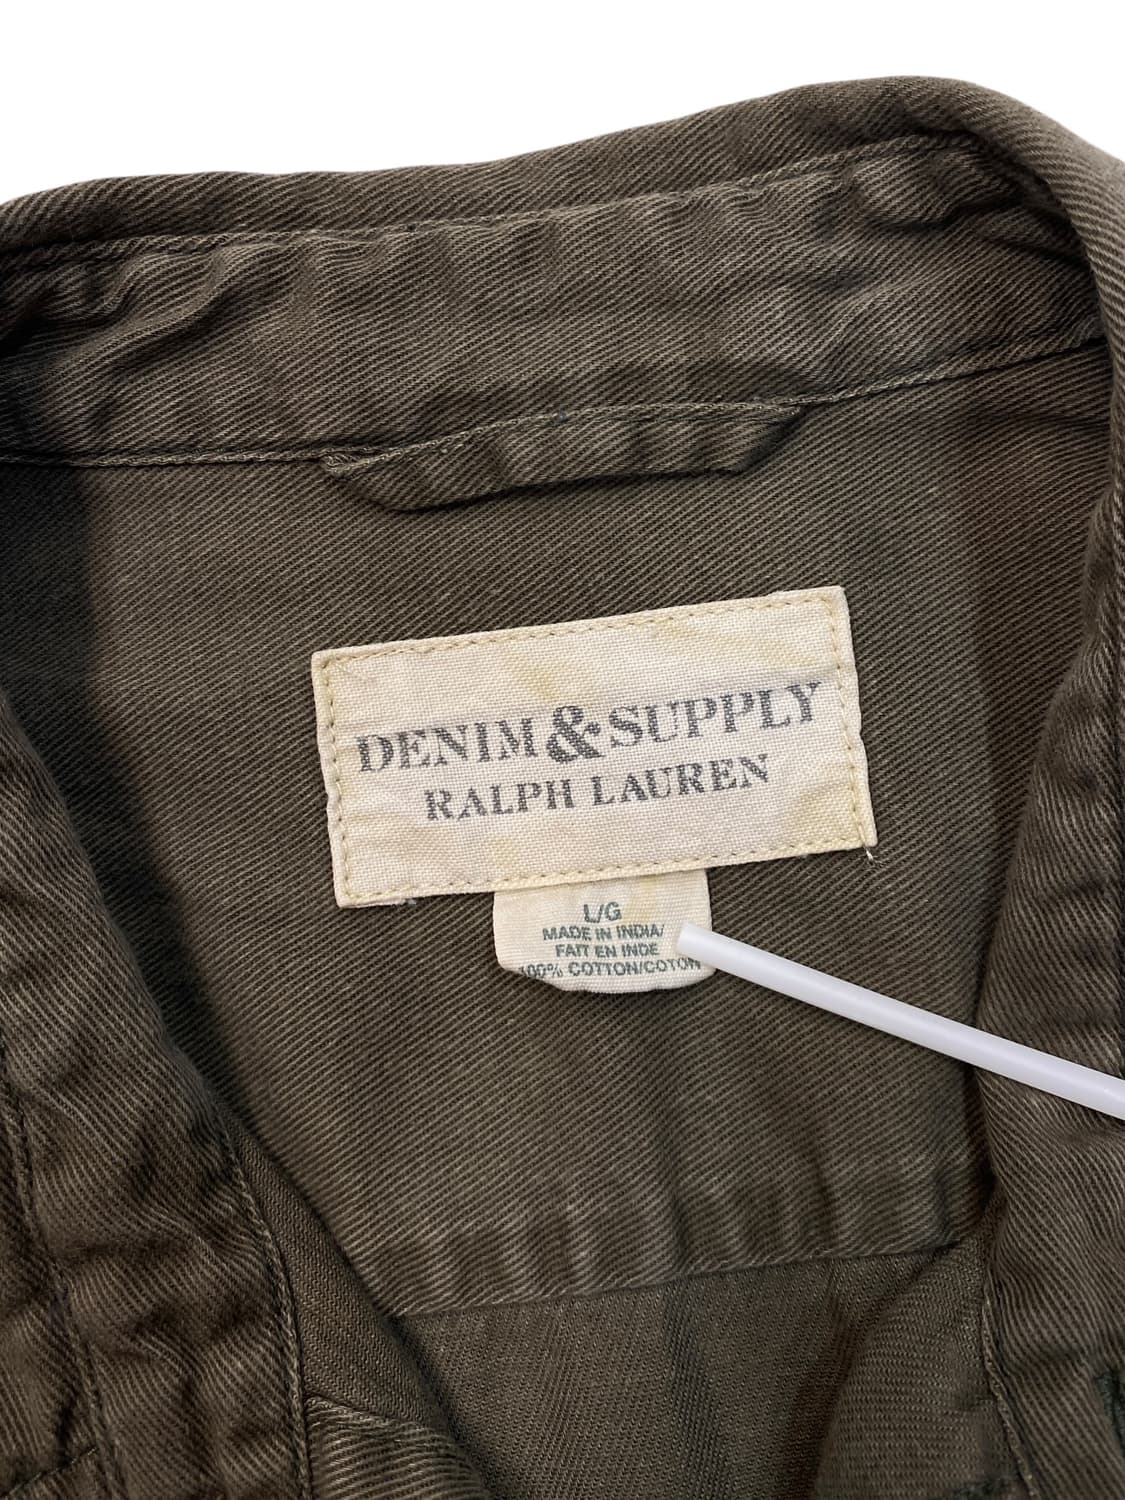 DENIM & SUPPLY
RALPH LAUREN
L/G
MADE IN INDIA/
FAIT EN INDE
100% COTTON/COTON